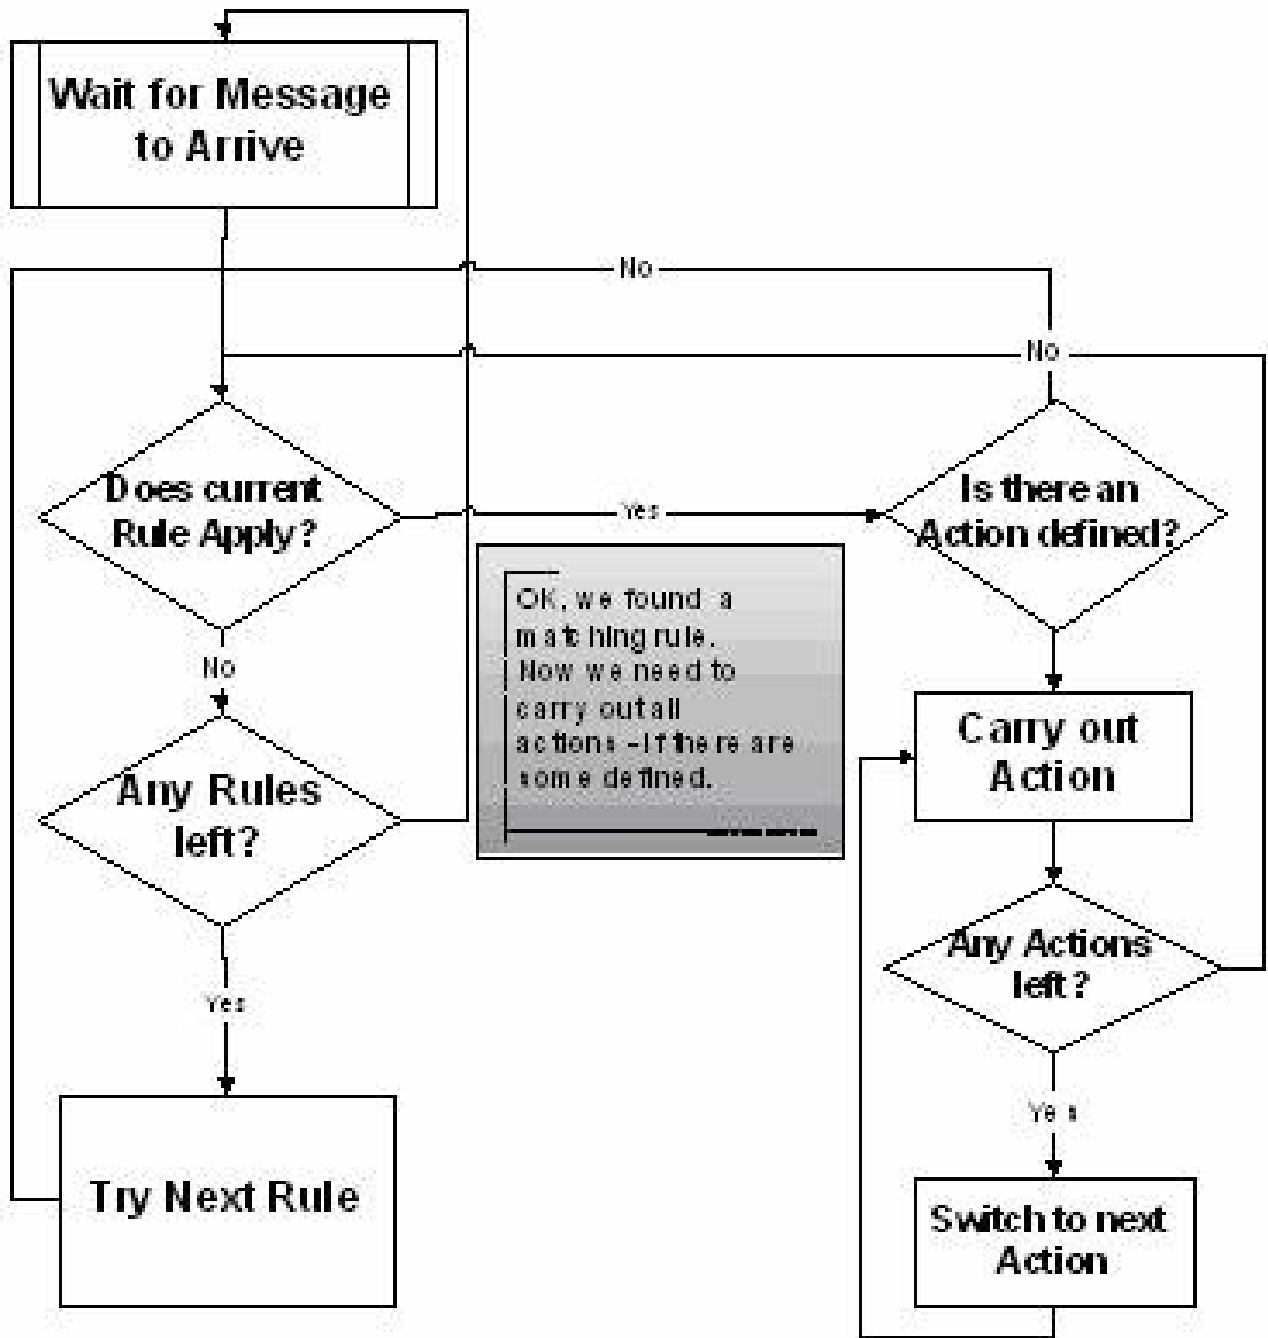 Wait for Message
to Arrive
No
No
Does current
Rule Apply?
Yes
Is there an
Action defined?
OK, we found a
matching rule.
Now we need to
carry out all
actions - if there are
some defined.
No
Carry out
Action
Any Rules
left?
Any Actions
left?
Yes
Yes
Try Next Rule
Switch to next
Action